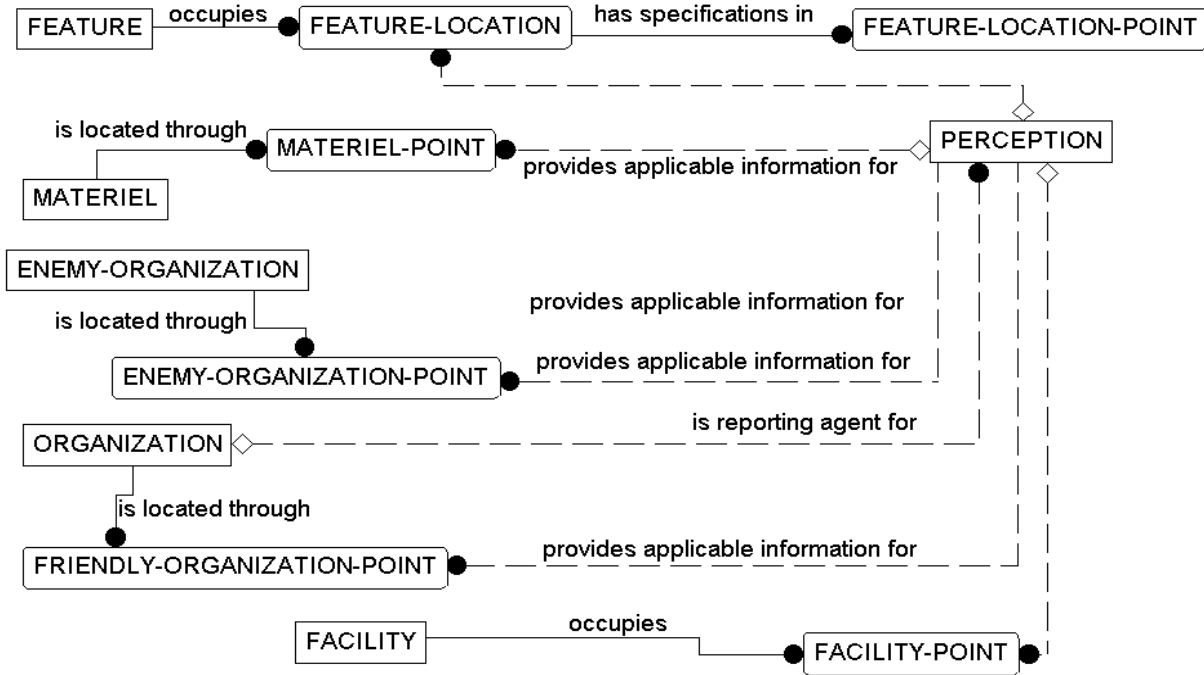 FEATURE
occupies
FEATURE-LOCATION
has specifications in
FEATURE-LOCATION-POINT
is located through
MATERIEL-POINT
provides applicable information for
PERCEPTION
MATERIEL
ENEMY-ORGANIZATION
is located through
provides applicable information for
ENEMY-ORGANIZATION-POINT
provides applicable information for
ORGANIZATION
is reporting agent for
is located through
FRIENDLY-ORGANIZATION-POINT
provides applicable information for
FACILITY
occupies
FACILITY-POINT